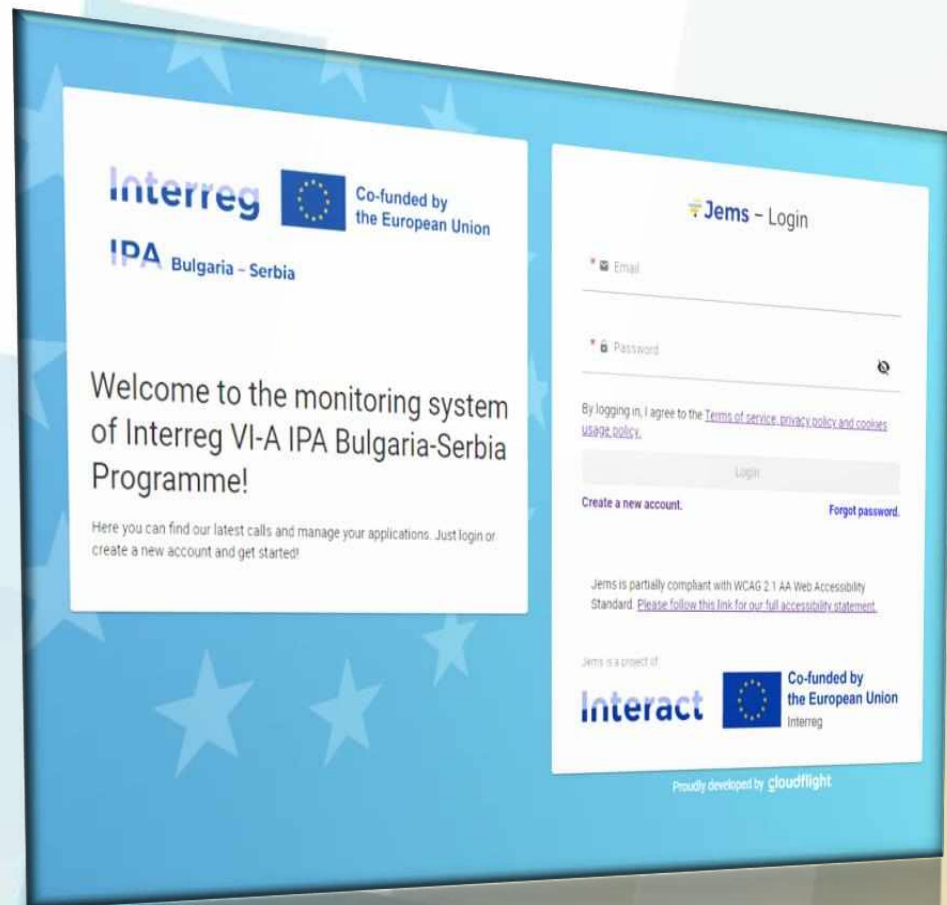 Interreg
Co-funded by
the European Union
IPA Bulgaria - Serbia
Welcome to the monitoring system
of Interreg VI-A IPA Bulgaria-Serbia
Programme!
Here you can find our latest calls and manage your applications. Just login or
create a new account and get started!
Jems - Login
* Email
* Password
By logging in, I agree to the Terms of service, privacy policy and cookies
usage policy.
Login
Create a new account.
Forgot password.
Jems is partially compliant with WCAG 2.1 AA Web Accessibility
Standard. Please follow this link for our full accessibility statement.
Jems is a project of
Interact
Co-funded by
the European Union
Interreg
Proudly developed by cloudflight